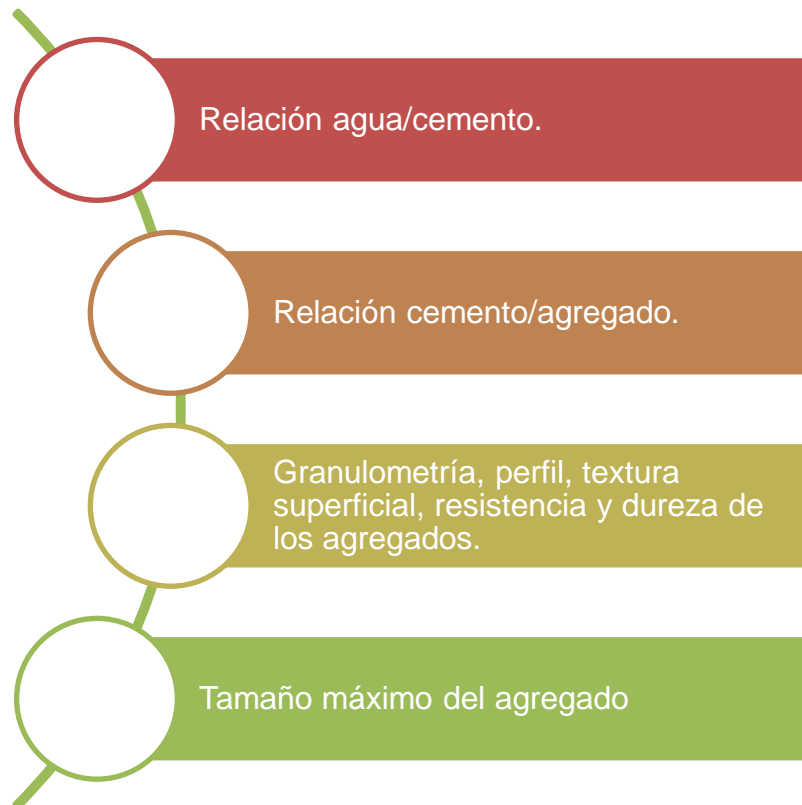 Relación agua/cemento.
Relación cemento/agregado.
Granulometría, perfil, textura
superficial, resistencia y dureza de
los agregados.
Tamaño máximo del agregado